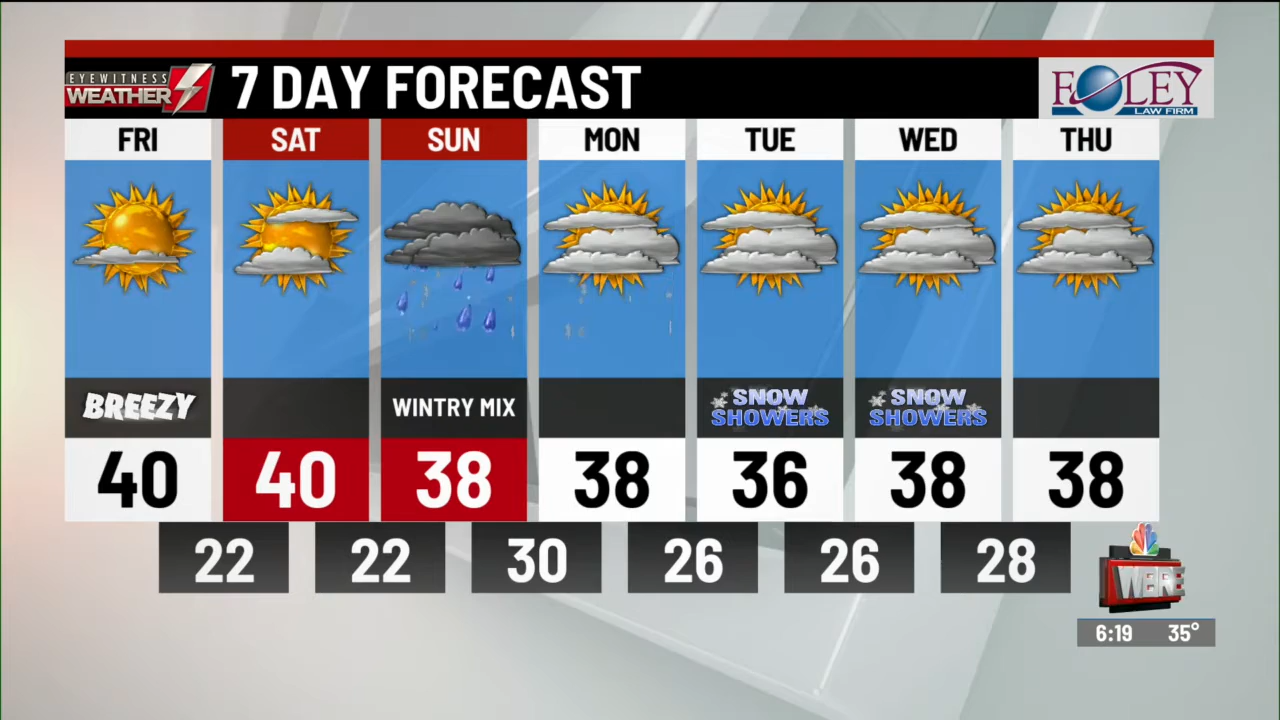 EYEWITNESS
WEATHER
7 DAY FORECAST
FOLEY
LAW FIRM
FRI SAT SUN MON TUE WED THU
BREEZY
WINTRY MIX
SNOW
SHOWERS
SNOW
SHOWERS
40 40 38 38 36 38 38
22 22 30 26 26 28
WBRE
6:19 35°